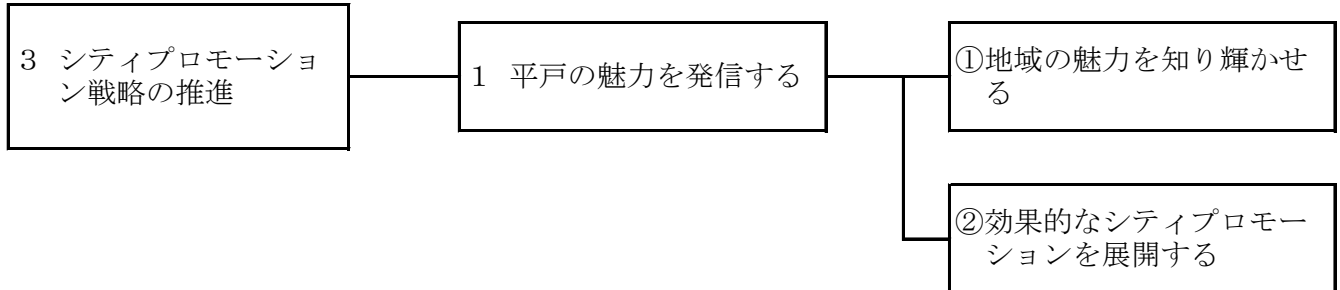 3 シティプロモーショ
ン戦略の推進
1 平戸の魅力を発信する
①地域の魅力を知り輝かせ
る
②効果的なシティプロモー
ションを展開する